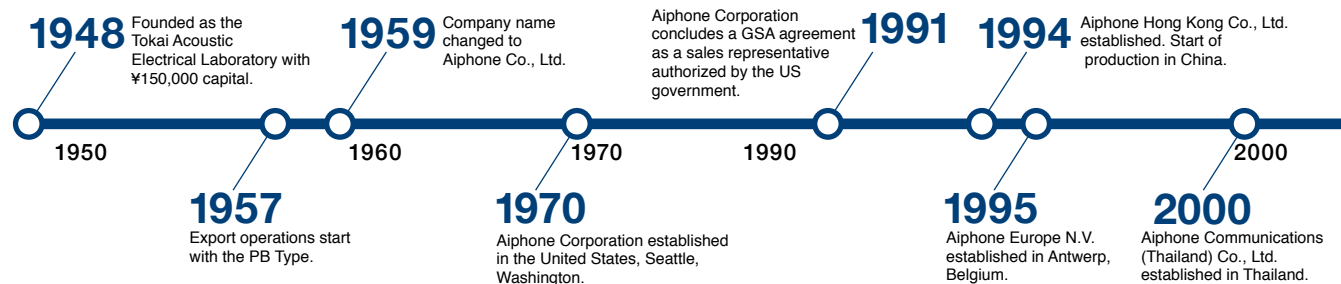 1948
Founded as the
Tokai Acoustic
Electrical Laboratory with
¥150,000 capital.
1959
Company name
changed to
Aiphone Co., Ltd.
Aiphone Corporation
concludes a GSA agreement
as a sales representative
authorized by the US
government.
1991
1994
Aiphone Hong Kong Co., Ltd.
established. Start of
production in China.
1950
1960
1970
1990
2000
1957
Export operations start
with the PB Type.
1970
Aiphone Corporation established
in the United States, Seattle,
Washington.
1995
Aiphone Europe N.V.
established in Antwerp,
Belgium.
2000
Aiphone Communications
(Thailand) Co., Ltd.
established in Thailand.